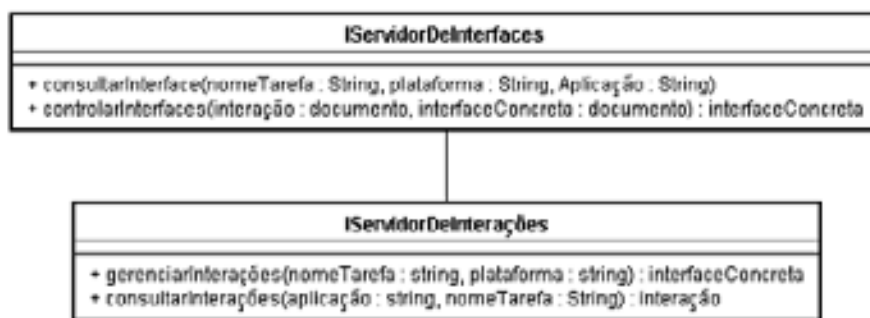 IServidorDeInterfaces
+ consultarInterface(nomeTarefa : String, plataforma : String, Aplicação : String)
+ controlarInterfaces(interação : documento, interfaceConcreta : documento) : interfaceConcreta
IServidorDeInterações
+ gerenciarInterações(nomeTarefa : string, plataforma : string) : interfaceConcreta
+ consultarInterações(aplicação : string, nomeTarefa : String) : Interação